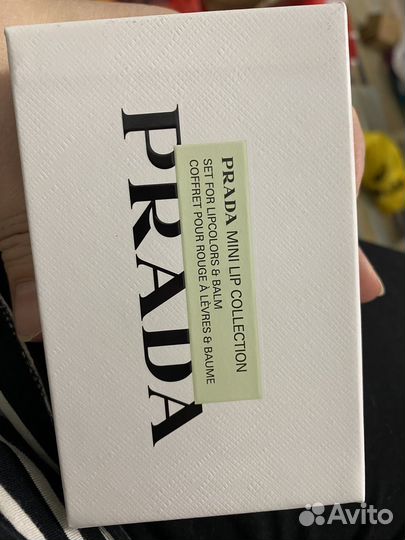 PRADA
PRADA MINI LIP COLLECTION
SET FOR LIPCOLORS & BALM
COFFRET POUR ROUGE À LÈVRES & BAUME
Avito